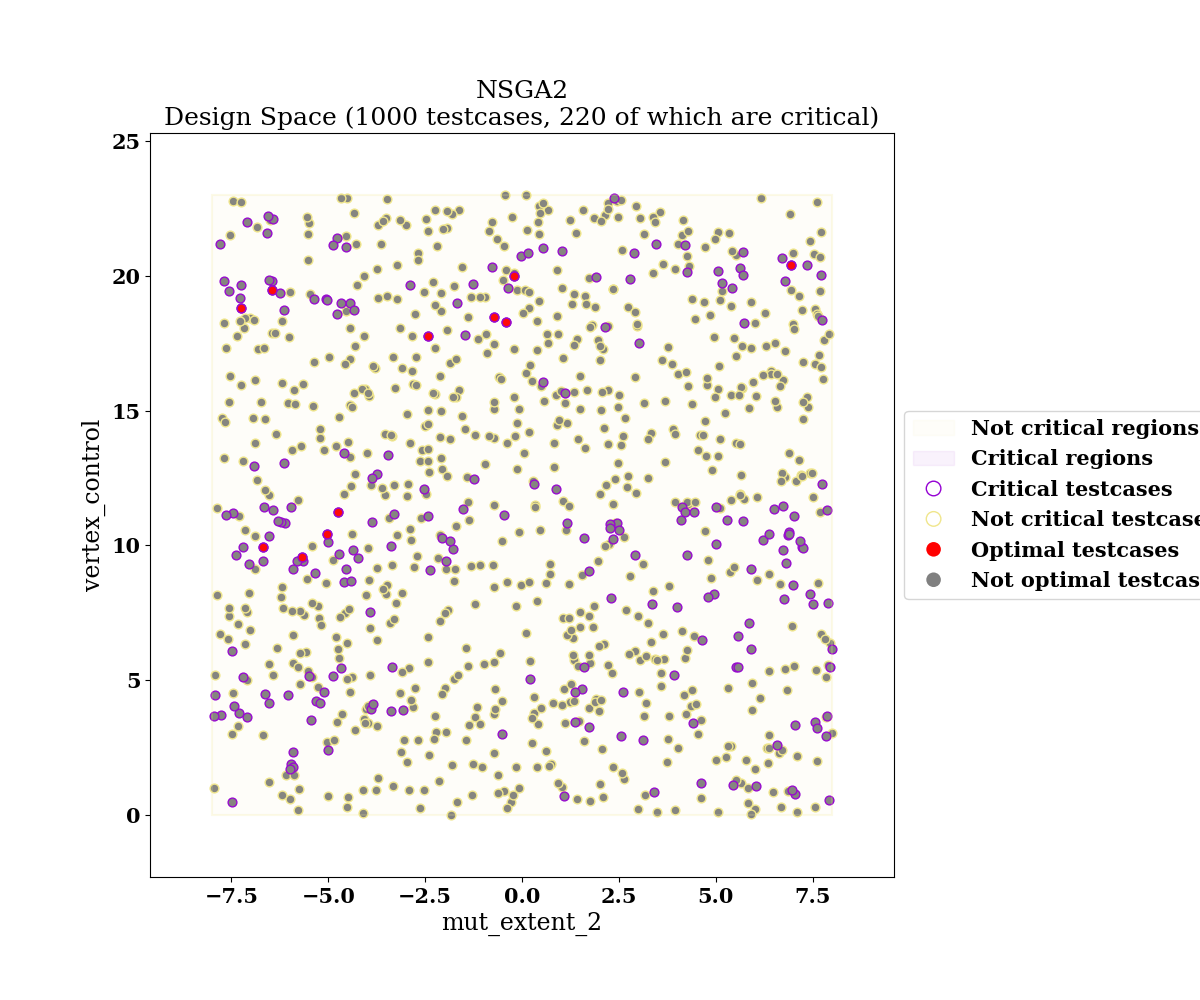 NSGA2
Design Space (1000 testcases, 220 of which are critical)
25
20
15
10
5
0
vertex_control
−7.5
−5.0
−2.5
0.0
2.5
5.0
7.5
mut_extent_2
Not critical regions
Critical regions
Critical testcases
Not critical testcase
Optimal testcases
Not optimal testcas